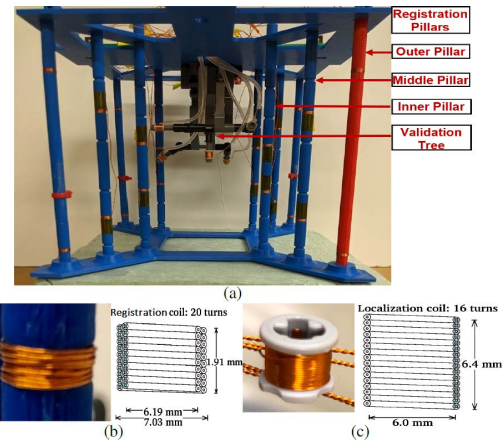 Registration
Pillars
Outer Pillar
Middle Pillar
Inner Pillar
Validation
Tree
(a)
Registration coil: 20 turns
1.91 mm
6.19 mm
7.03 mm
(b)
Localization coil: 16 turns
6.4 mm
6.0 mm
(c)